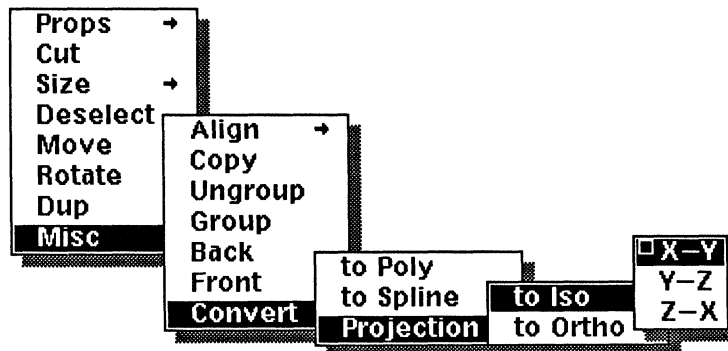 Props →
Cut
Size →
Deselect
Move
Rotate
Dup
Misc
Align →
Copy
Ungroup
Group
Back
Front
Convert
to Poly
to Spline
Projection
to Iso
to Ortho
X–Y
Y–Z
Z–X